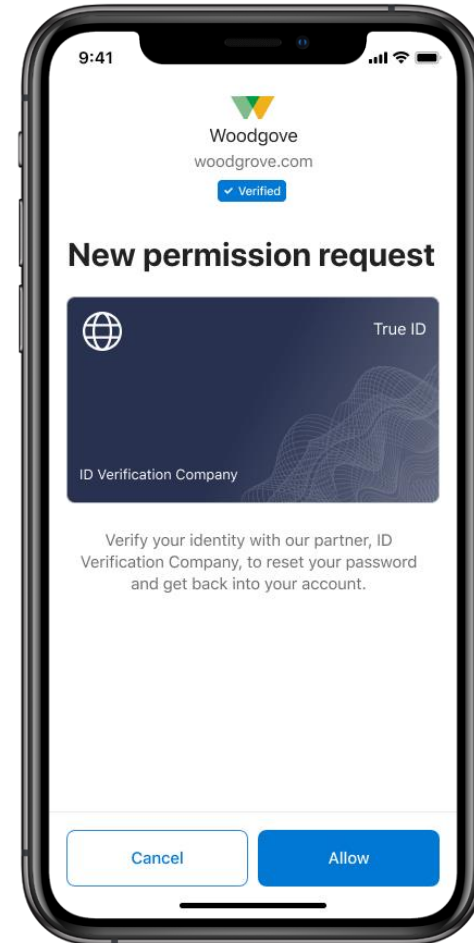 9:41
Woodgove
woodgrove.com
Verified
New permission request
True ID
ID Verification Company
Verify your identity with our partner, ID
Verification Company, to reset your password
and get back into your account.
Cancel
Allow